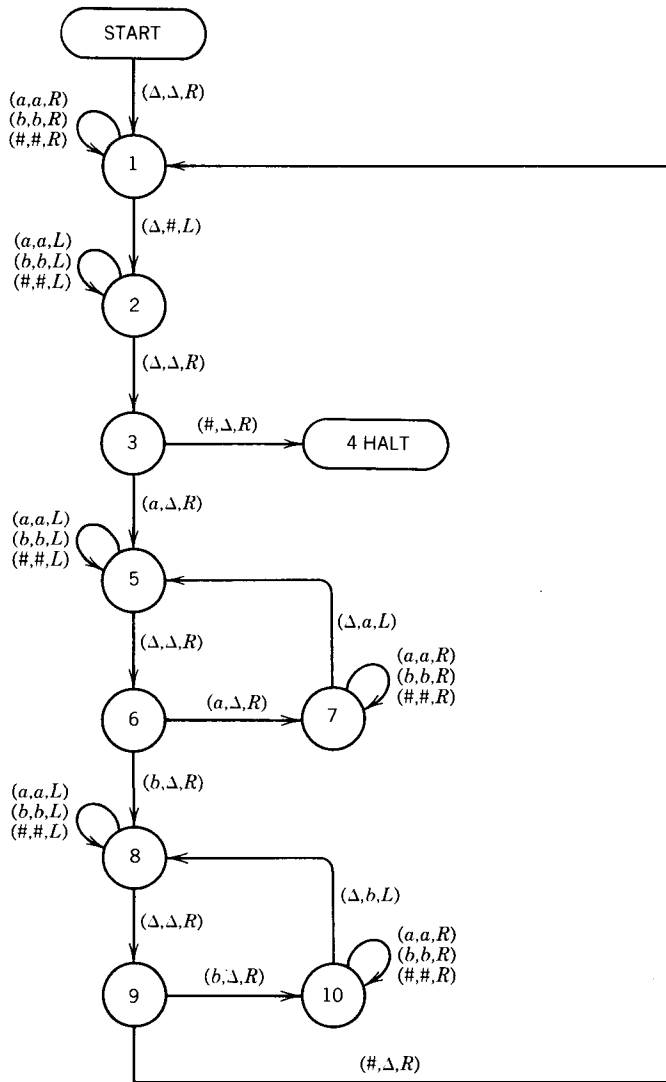 START
(Δ,Δ,R)
(a,a,R)
(b,b,R)
(#,#,R)
1
(Δ,#,L)
(a,a,L)
(b,b,L)
(#,#,L)
2
(Δ,Δ,R)
3
(#,Δ,R)
4 HALT
(a,Δ,R)
(a,a,L)
(b,b,L)
(#,#,L)
5
(Δ,a,L)
(Δ,Δ,R)
(a,a,R)
(b,b,R)
(#,#,R)
6
(a,Δ,R)
7
(b,Δ,R)
(a,a,L)
(b,b,L)
(#,#,L)
8
(Δ,b,L)
(Δ,Δ,R)
(a,a,R)
(b,b,R)
(#,#,R)
9
(b,Δ,R)
10
(#,Δ,R)